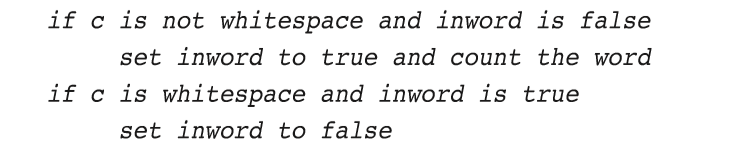 if c is not whitespace and inword is false
set inword to true and count the word
if c is whitespace and inword is true
set inword to false